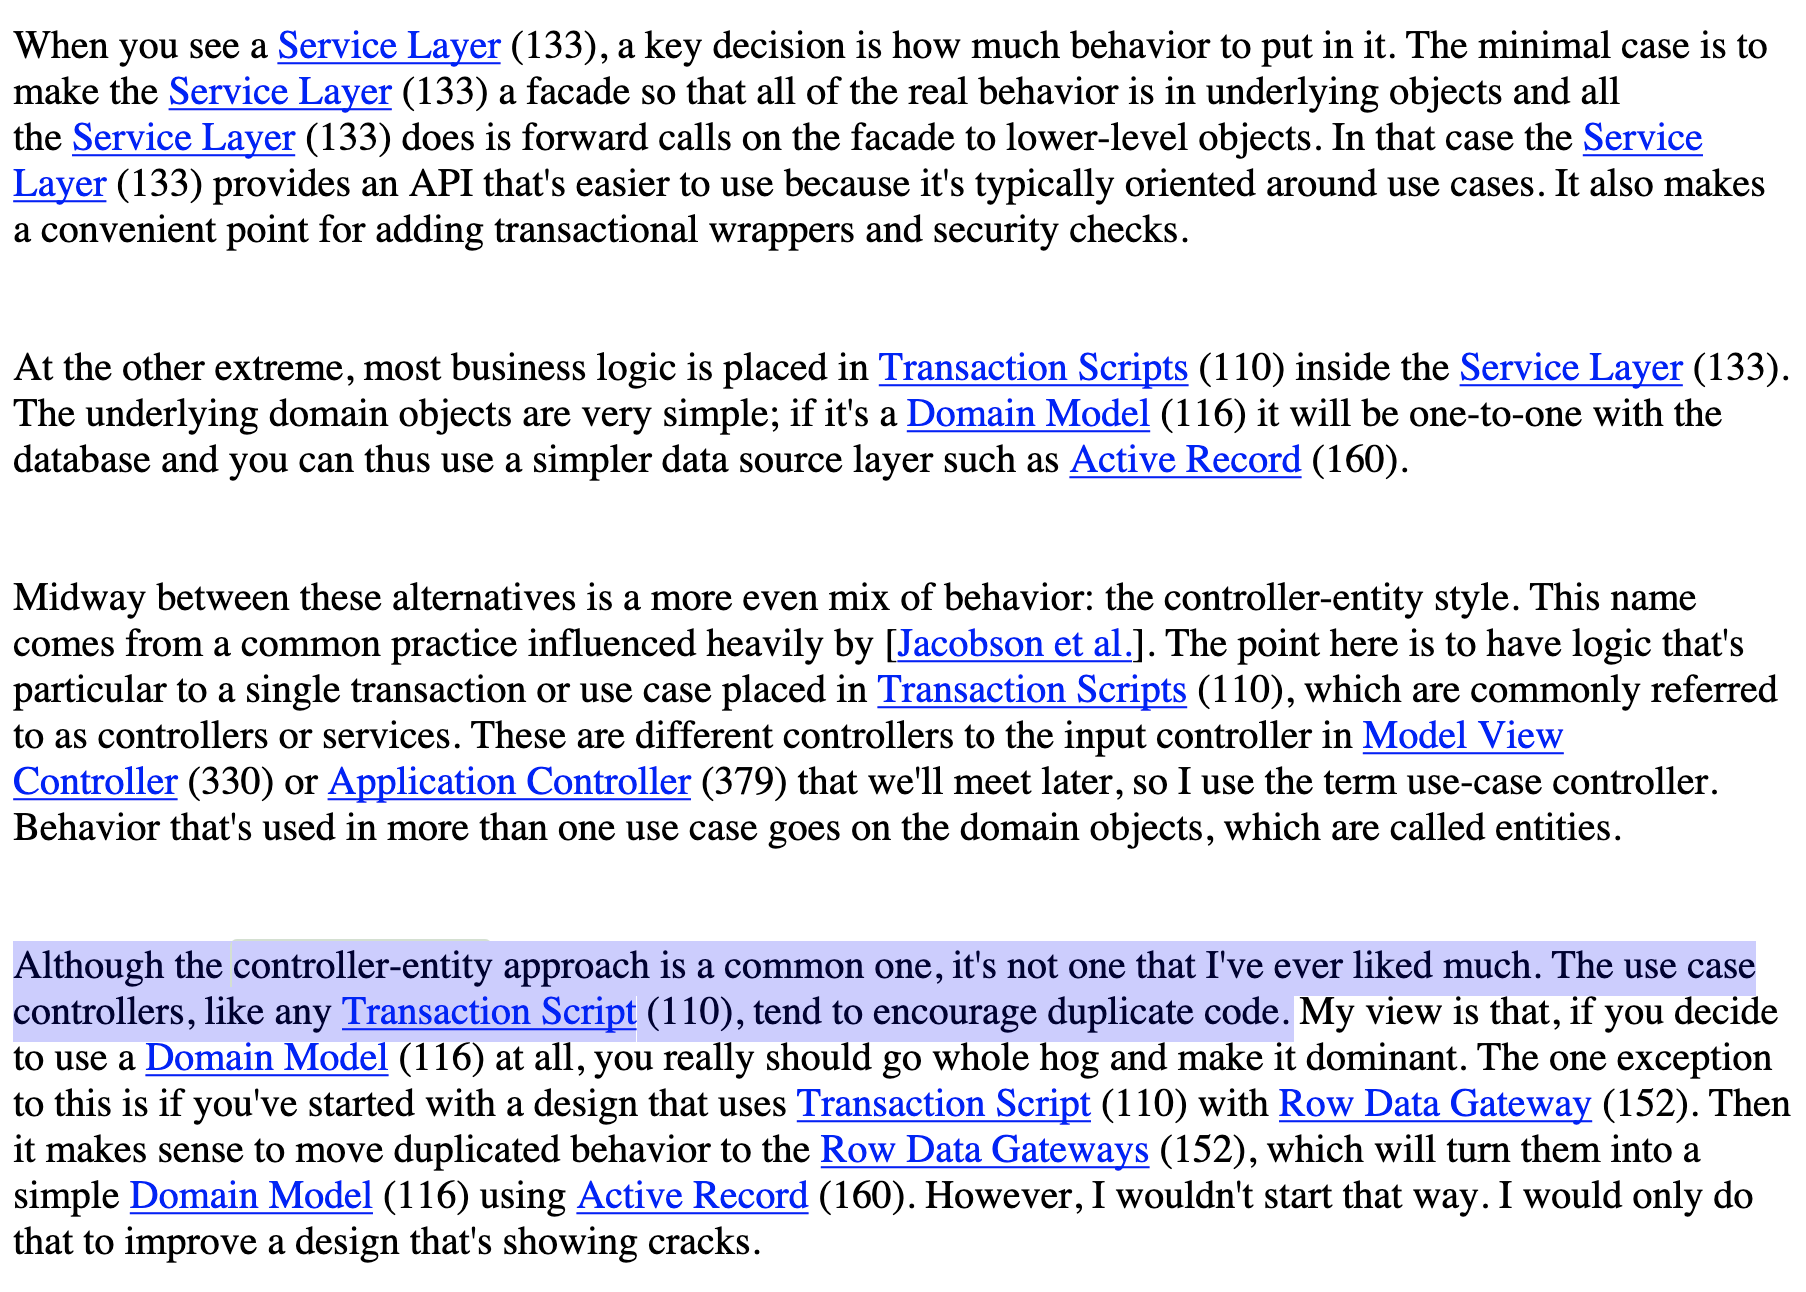 When you see a Service Layer (133), a key decision is how much behavior to put in it. The minimal case is to
make the Service Layer (133) a facade so that all of the real behavior is in underlying objects and all
the Service Layer (133) does is forward calls on the facade to lower-level objects. In that case the Service
Layer (133) provides an API that's easier to use because it's typically oriented around use cases. It also makes
a convenient point for adding transactional wrappers and security checks.
At the other extreme, most business logic is placed in Transaction Scripts (110) inside the Service Layer (133).
The underlying domain objects are very simple; if it's a Domain Model (116) it will be one-to-one with the
database and you can thus use a simpler data source layer such as Active Record (160).
Midway between these alternatives is a more even mix of behavior: the controller-entity style. This name
comes from a common practice influenced heavily by [Jacobson et al.]. The point here is to have logic that's
particular to a single transaction or use case placed in Transaction Scripts (110), which are commonly referred
to as controllers or services. These are different controllers to the input controller in Model View
Controller (330) or Application Controller (379) that we'll meet later, so I use the term use-case controller.
Behavior that's used in more than one use case goes on the domain objects, which are called entities.
Although the controller-entity approach is a common one, it's not one that I've ever liked much. The use case
controllers, like any Transaction Script (110), tend to encourage duplicate code. My view is that, if you decide
to use a Domain Model (116) at all, you really should go whole hog and make it dominant. The one exception
to this is if you've started with a design that uses Transaction Script (110) with Row Data Gateway (152). Then
it makes sense to move duplicated behavior to the Row Data Gateways (152), which will turn them into a
simple Domain Model (116) using Active Record (160). However, I wouldn't start that way. I would only do
that to improve a design that's showing cracks.